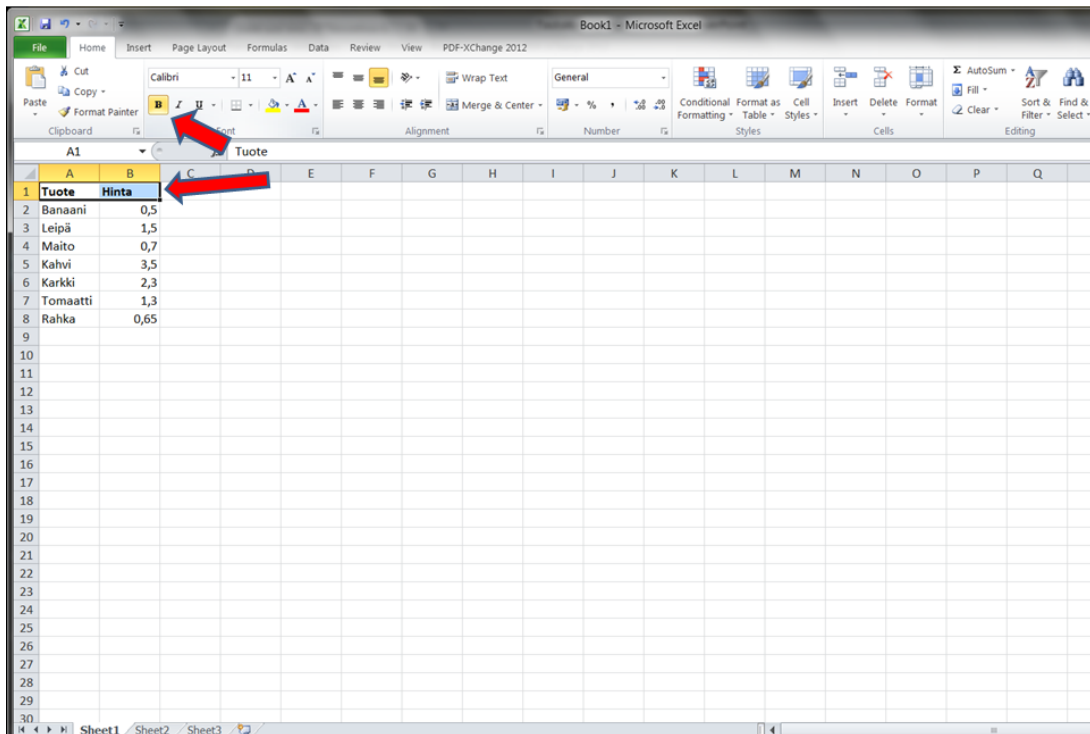 Book1 - Microsoft Excel
File Home Insert Page Layout Formulas Data Review View PDF-XChange 2012
Paste
Cut
Copy
Format Painter
Clipboard
Calibri 11 A A
B I U A
Font
Wrap Text
Merge & Center
Alignment
General
% ,
Number
Conditional Formatting
Format as Table
Cell Styles
Styles
Insert Delete Format
Cells
Σ AutoSum
Fill
Clear
Sort & Filter
Find & Select
Editing
A1 Tuote
A B C E F G H I J K L M N O P Q
1 Tuote Hinta
2 Banaani 0,5
3 Leipä 1,5
4 Maito 0,7
5 Kahvi 3,5
6 Karkki 2,3
7 Tomaatti 1,3
8 Rahka 0,65
9
10
11
12
13
14
15
16
17
18
19
20
21
22
23
24
25
26
27
28
29
30
Sheet1 Sheet2 Sheet3